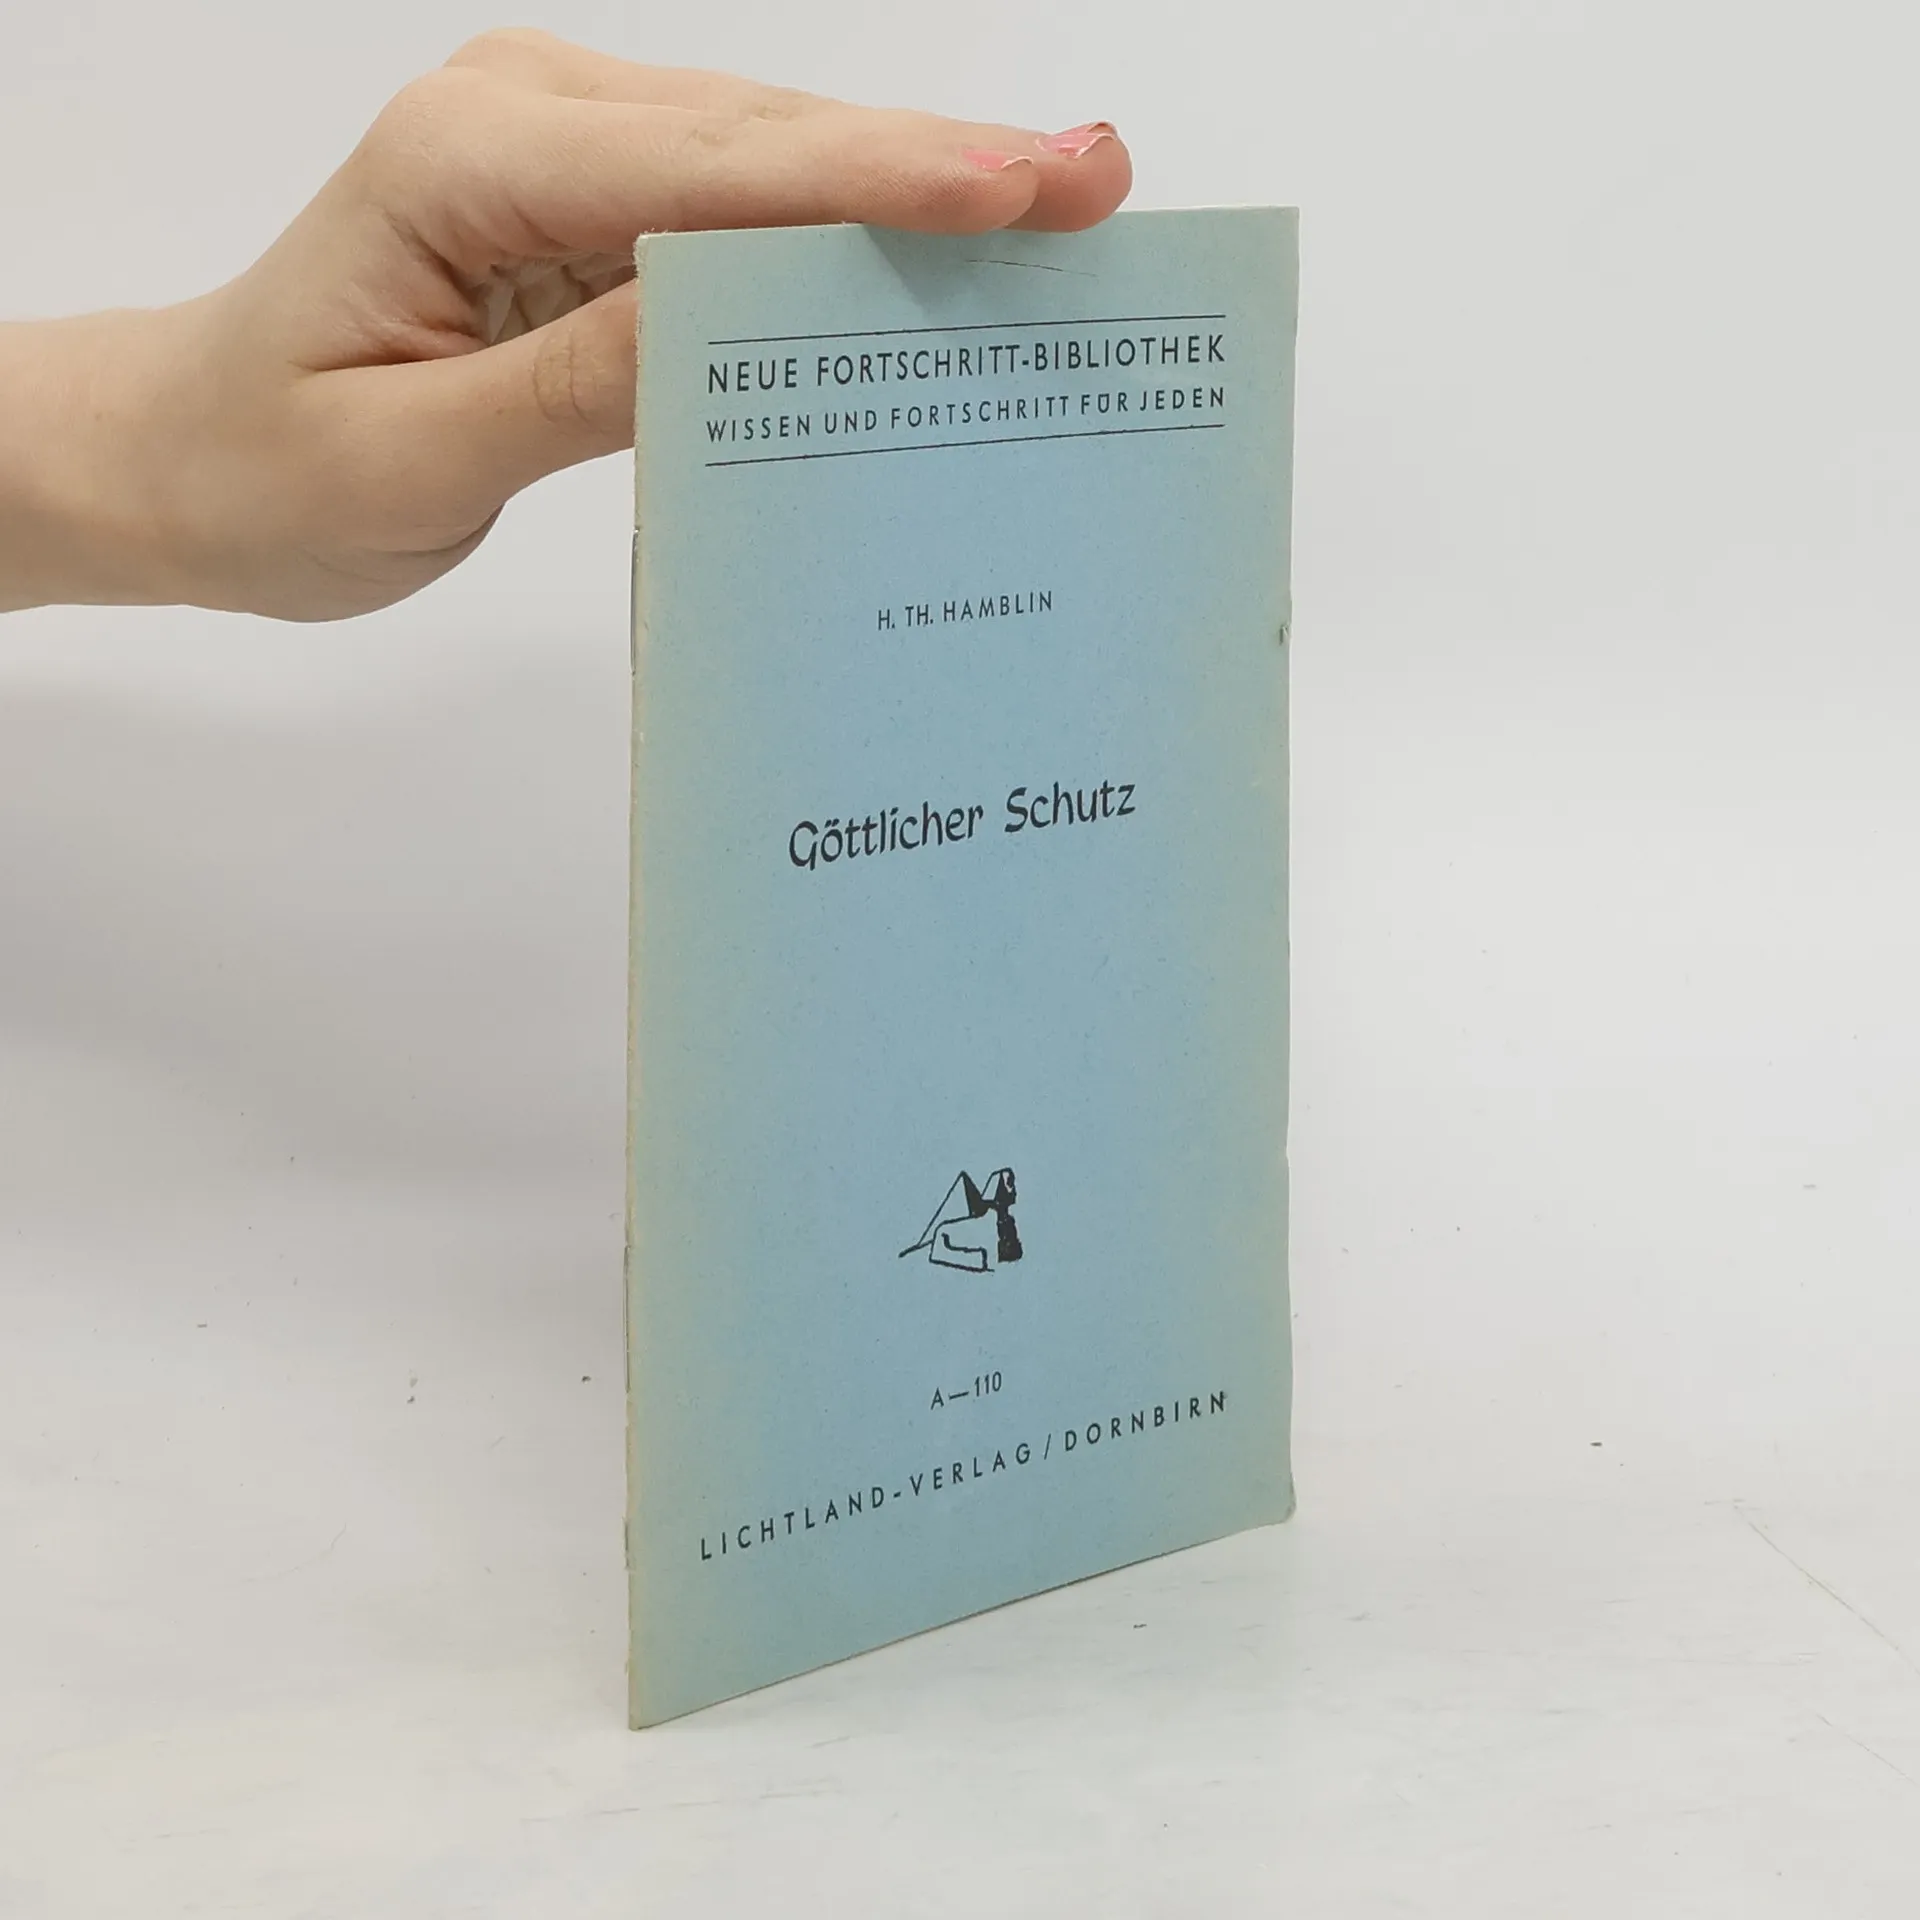 NEUE FORTSCHRITT-BIBLIOTHEK
WISSEN UND FORTSCHRITT FÜR JEDEN
H. TH. HAMBLIN
Göttlicher Schutz
A—110
LICHTLAND-VERLAG / DORNBIRN